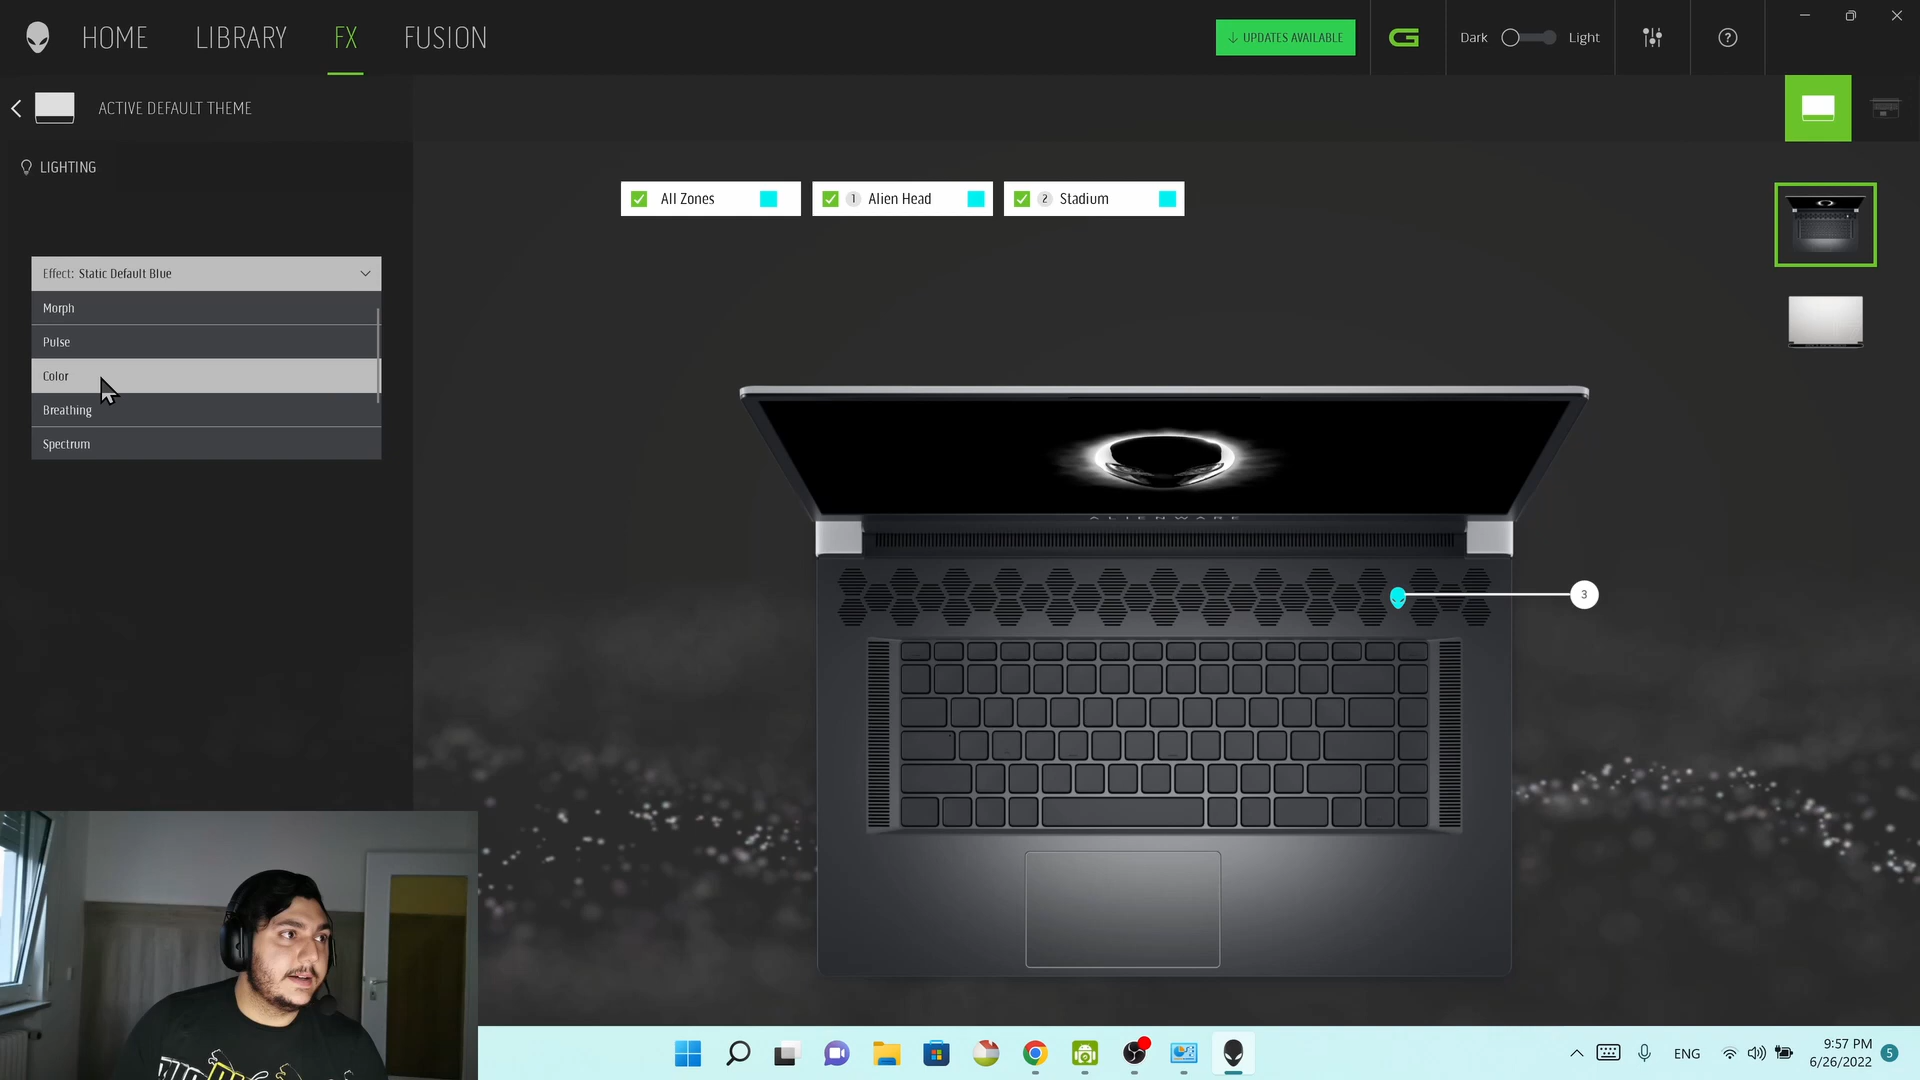 HOME
LIBRARY
FX
FUSION
UPDATES AVAILABLE
Dark
Light
?
ACTIVE DEFAULT THEME
LIGHTING
All Zones
1 Alien Head
2 Stadium
Effect: Static Default Blue
Morph
Pulse
Color
Breathing
Spectrum
ALIENWARE
3
ENG
9:57 PM
6/26/2022
5